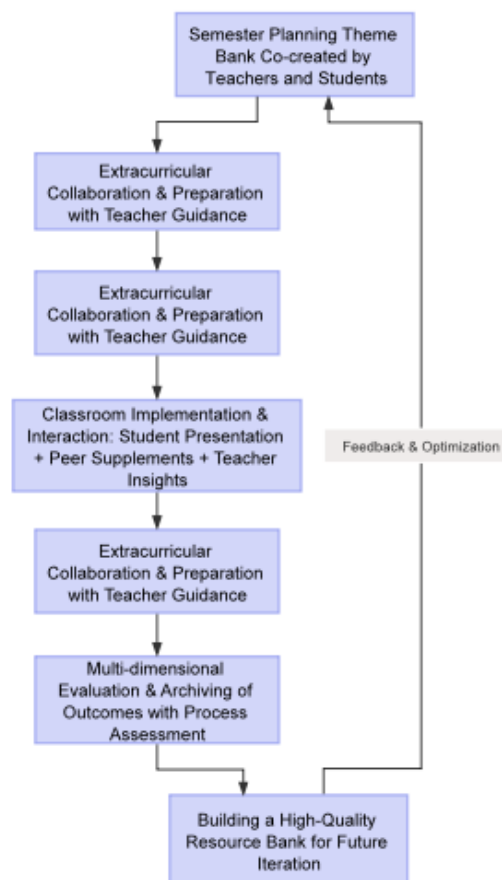 Semester Planning Theme
Bank Co-created by
Teachers and Students
Extracurricular
Collaboration & Preparation
with Teacher Guidance
Extracurricular
Collaboration & Preparation
with Teacher Guidance
Classroom Implementation &
Interaction: Student Presentation
+ Peer Supplements + Teacher
Insights
Feedback & Optimization
Extracurricular
Collaboration & Preparation
with Teacher Guidance
Multi-dimensional
Evaluation & Archiving of
Outcomes with Process
Assessment
Building a High-Quality
Resource Bank for Future
Iteration